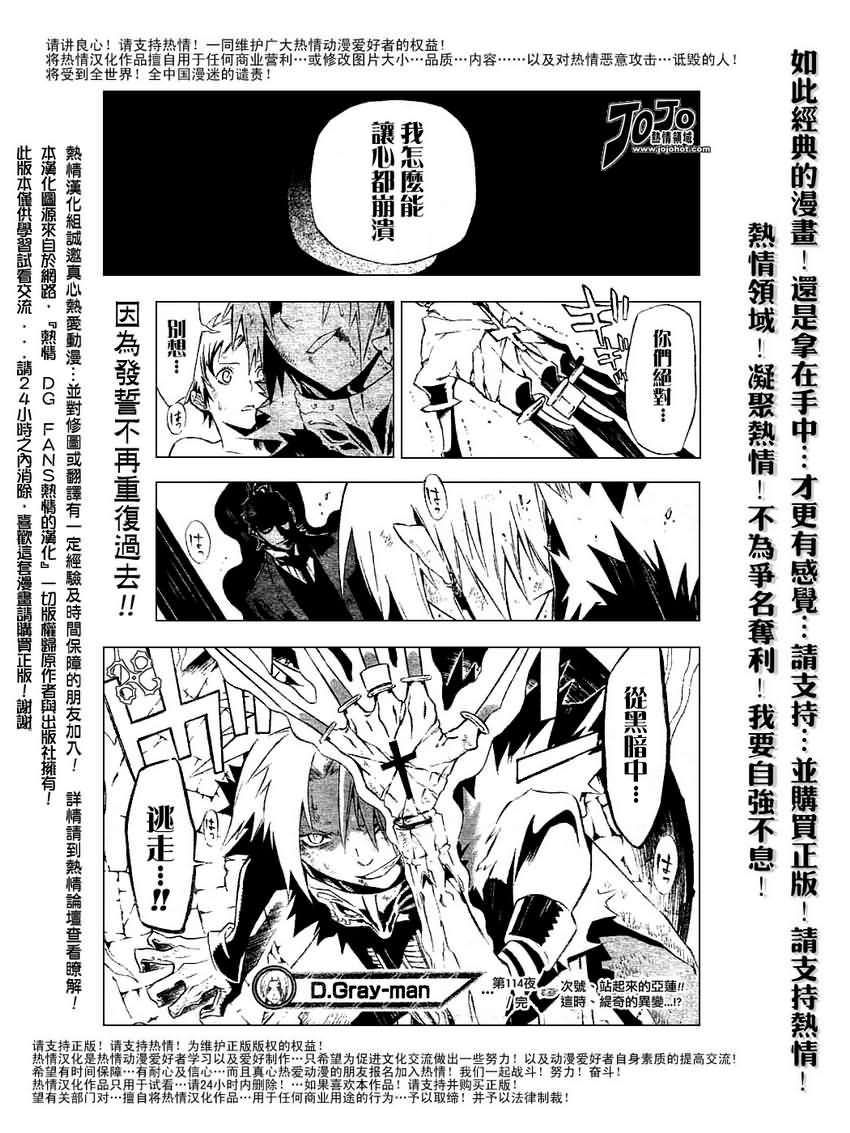 请讲良心！请支持热情！一同维护广大热情动漫爱好者的权益！
将热情汉化作品擅自用于任何商业营利…或修改图片大小…品质…内容……以及对热情恶意攻击…诋毁的人！
将受到全世界！全中国漫迷的谴责！
如此經典的漫畫！還是拿在手中…才更有感覺…請支持…並購買正版！請支持熱情！
熱情領域！凝聚熱情！不為爭名奪利！我要自強不息！
JOJO
熱情領域
www.jojohot.com
我怎麼能
讓心都崩潰
你們絕對…
別想…
は
は
は
因為發誓不再重復過去!!
從黑暗中…
逃走…!!
D.Gray-man
…第114夜
完
次號、站起來的亞蓮!!
這時、緹奇的異變…!?
熱情漢化組誠邀真心熱愛動漫…並對修圖或翻譯有一定經驗及時間保障的朋友加入！ 詳情請到熱情論壇查看瞭解！
本漢化圖源來自於網路．『熱情 DG FANS熱情的漢化』一切版權歸原作者與出版社擁有！
此版本僅供學習試看交流...請24小時之內消除．喜歡這套漫畫請購買正版！謝謝
请支持正版！请支持热情！为维护正版版权的权益！
热情汉化是热情动漫爱好者学习以及爱好制作…只希望为促进文化交流做出一些努力！以及动漫爱好者自身素质的提高交流！
希望有时间保障…有耐心及信心…而且真心热爱动漫的朋友报名加入热情！我们一起战斗！努力！奋斗！
热情汉化作品只用于试看…请24小时内删除！…如果喜欢本作品！请支持并购买正版！
望有关部门对…擅自将热情汉化作品…用于任何商业用途的行为…予以取缔！并予以法律制裁！